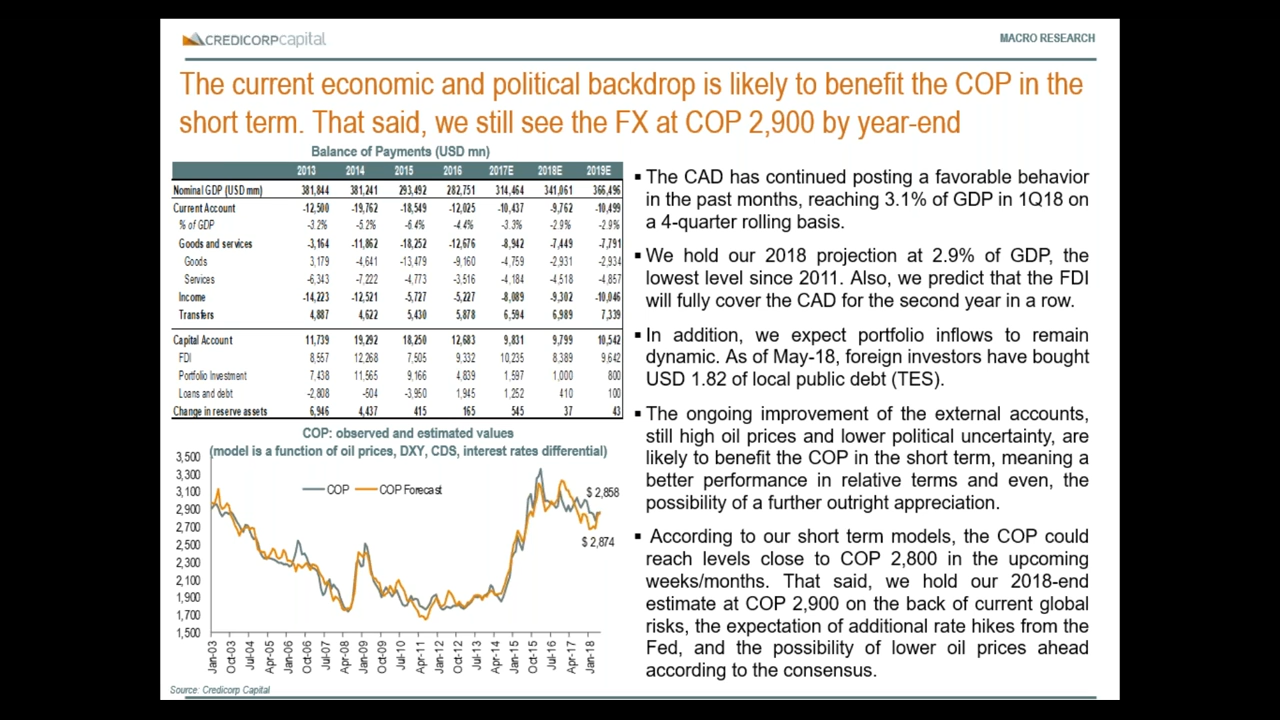 CREDICORPcapital
MACRO RESEARCH
The current economic and political backdrop is likely to benefit the COP in the
short term. That said, we still see the FX at COP 2,900 by year-end
Balance of Payments (USD mn)
2013 2014 2015 2016 2017E 2018E 2019E
Nominal GDP (USD mm) 381,844 381,241 293,492 282,751 314,464 341,061 366,496
Current Account -12,500 -19,762 -18,549 -12,025 -10,437 -9,762 -10,499
% of GDP -3.2% -5.2% -6.4% -4.4% -3.3% -2.9% -2.9%
Goods and services -3,164 -11,862 -18,252 -12,676 -8,942 -7,449 -7,791
Goods 3,179 -4,641 -13,479 -9,160 -4,759 -2,931 -2,934
Services -6,343 -7,222 -4,773 -3,516 -4,184 -4,518 -4,857
Income -14,223 -12,521 -5,727 -5,227 -8,089 -9,302 -10,046
Transfers 4,887 4,622 5,430 5,878 6,594 6,989 7,339
Capital Account 11,739 19,292 18,250 12,683 9,831 9,799 10,542
FDI 8,557 12,268 7,505 9,332 10,235 8,389 9,642
Portfolio Investment 7,438 11,565 9,166 4,839 1,597 1,000 800
Loans and debt -2,808 -504 -3,950 1,945 1,252 410 100
Change in reserve assets 6,946 4,437 415 165 545 37 43
COP: observed and estimated values
(model is a function of oil prices, DXY, CDS, interest rates differential)
3,500
3,300
3,100
2,900
2,700
2,500
2,300
2,100
1,900
1,700
1,500
COP COP Forecast
$ 2,858
$ 2,874
Jan-03 Oct-03 Jul-04 Apr-05 Jan-06 Oct-06 Jul-07 Apr-08 Jan-09 Oct-09 Jul-10 Apr-11 Jan-12 Oct-12 Jul-13 Apr-14 Jan-15 Oct-15 Jul-16 Apr-17 Jan-18
Source: Credicorp Capital
▪ The CAD has continued posting a favorable behavior
in the past months, reaching 3.1% of GDP in 1Q18 on
a 4-quarter rolling basis.
▪ We hold our 2018 projection at 2.9% of GDP, the
lowest level since 2011. Also, we predict that the FDI
will fully cover the CAD for the second year in a row.
▪ In addition, we expect portfolio inflows to remain
dynamic. As of May-18, foreign investors have bought
USD 1.82 of local public debt (TES).
▪ The ongoing improvement of the external accounts,
still high oil prices and lower political uncertainty, are
likely to benefit the COP in the short term, meaning a
better performance in relative terms and even, the
possibility of a further outright appreciation.
▪ According to our short term models, the COP could
reach levels close to COP 2,800 in the upcoming
weeks/months. That said, we hold our 2018-end
estimate at COP 2,900 on the back of current global
risks, the expectation of additional rate hikes from the
Fed, and the possibility of lower oil prices ahead
according to the consensus.